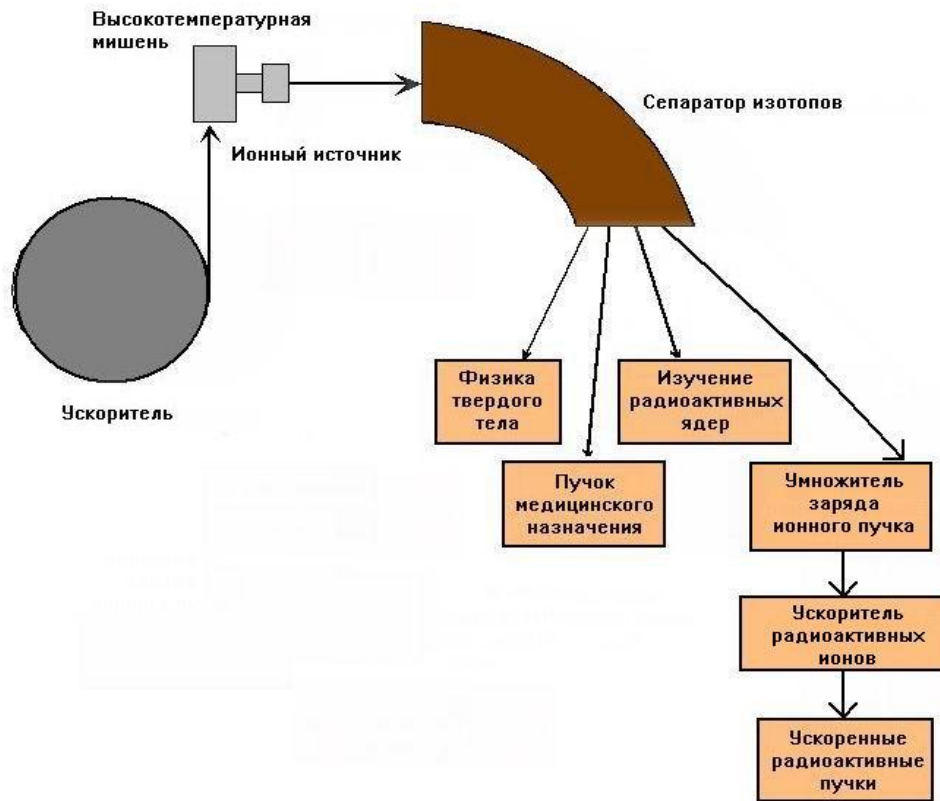 Высокотемпературная
мишень
Сепаратор изотопов
Ионный источник
Ускоритель
Физика
твердого
тела
Изучение
радиоактивных
ядер
Пучок
медицинского
назначения
Умножитель
заряда
ионного пучка
Ускоритель
радиоактивных
ионов
Ускоренные
радиоактивные
пучки